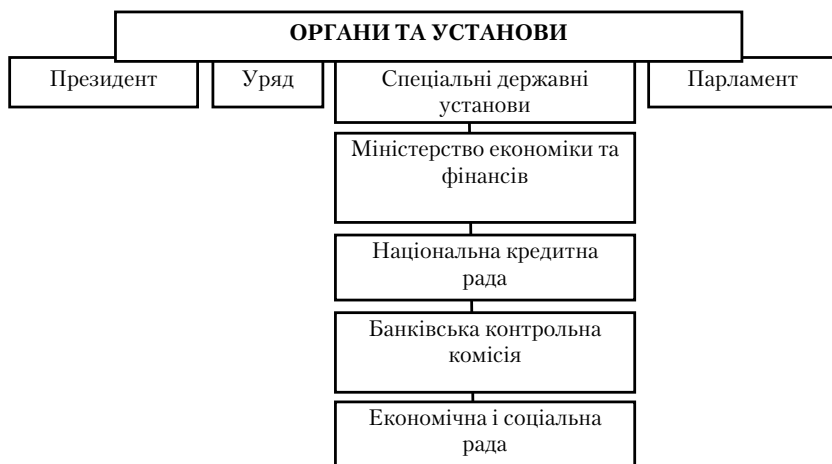 ОРГАНИ ТА УСТАНОВИ
Президент
Уряд
Спеціальні державні
установи
Парламент
Міністерство економіки та
фінансів
Національна кредитна
рада
Банківська контрольна
комісія
Економічна і соціальна
рада